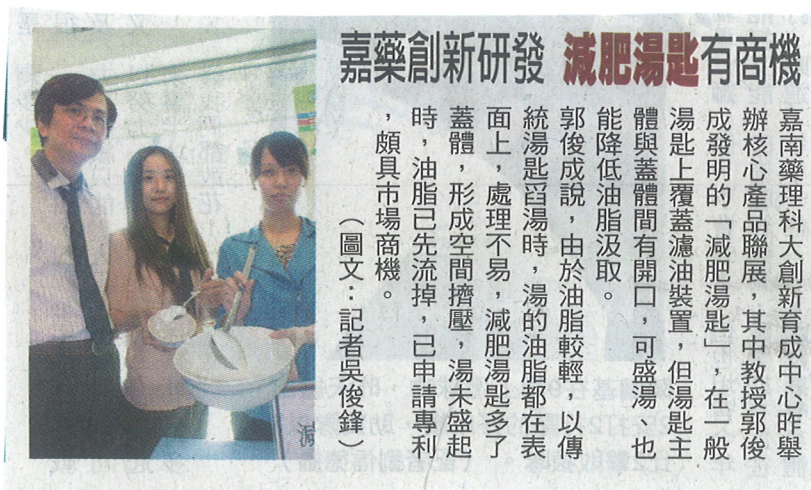 嘉藥創新研發 減肥湯匙有商機
嘉南藥理科大創新育成中心昨舉
辦核心產品聯展，其中教授郭俊
成發明的「減肥湯匙」，在一般
湯匙上覆蓋濾油裝置，但湯匙主
體與蓋體間有開口，可盛湯，也
能降低油脂汲取。
郭俊成說，由於油脂較輕，以傳
統湯匙舀湯時，湯的油脂都在表
面上，處理不易，減肥湯匙多了
蓋體，形成空間擠壓，湯未盛起
時，油脂已先流掉，已申請專利
，頗具市場商機。
（圖文：記者吳俊鋒）